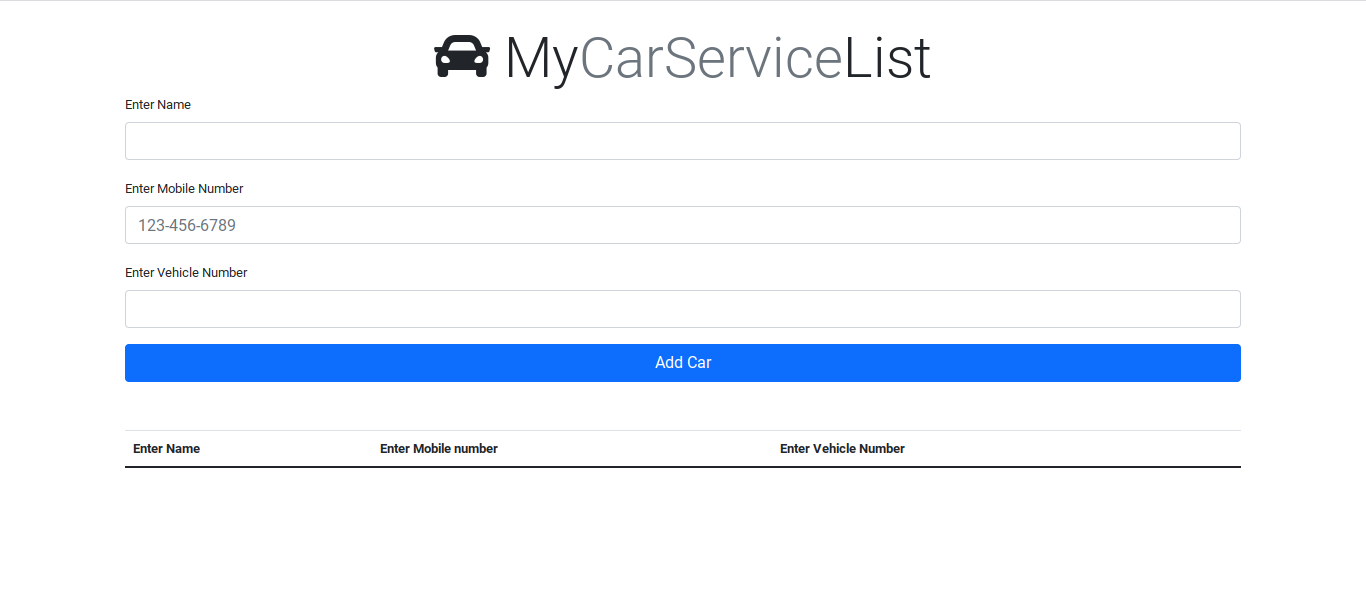 MyCarServiceList
Enter Name
Enter Mobile Number
123-456-6789
Enter Vehicle Number
Add Car
Enter Name Enter Mobile number Enter Vehicle Number